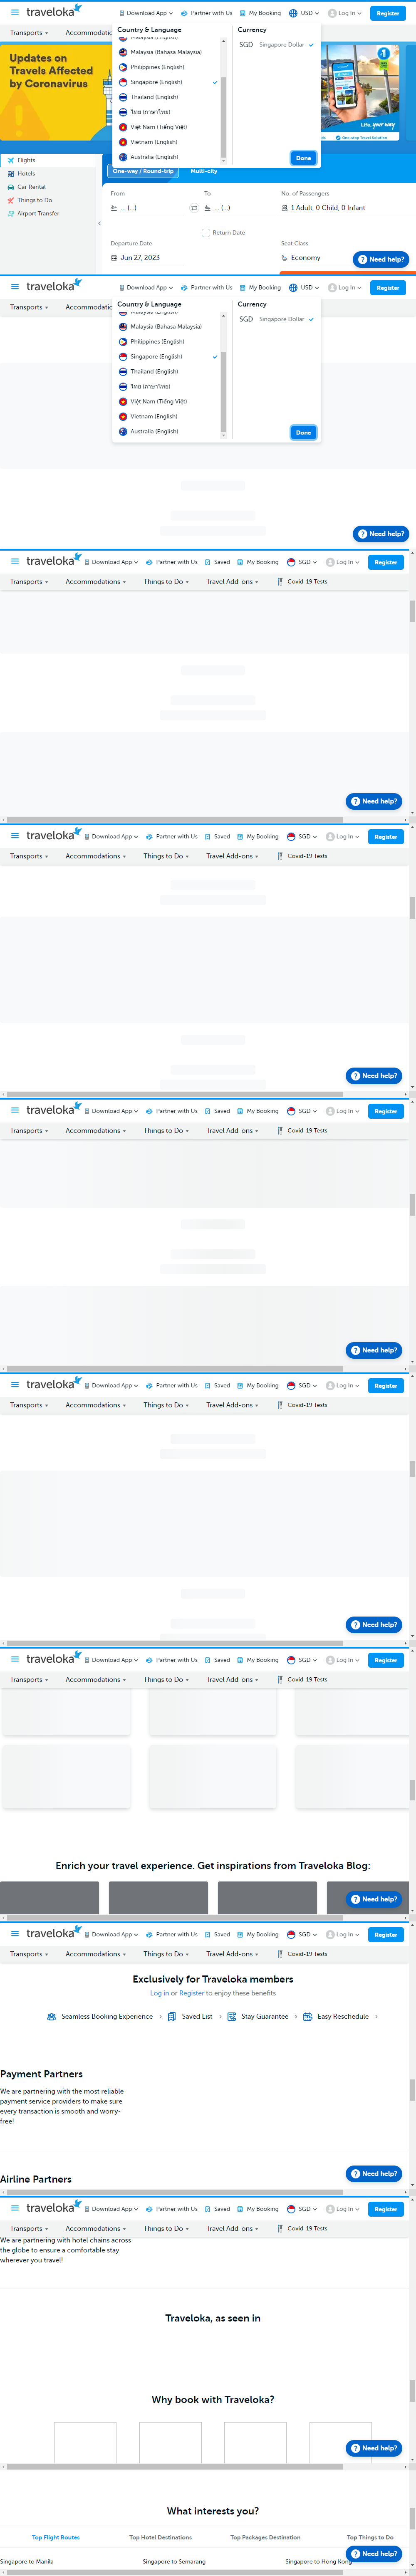 traveloka
Download App
Partner with Us
My Booking
USD
Log In
Register
Transports
Country & Language
Currency
Malaysia (Bahasa Malaysia)
Philippines (English)
Singapore (English)
Thailand (English)
ไทย (ภาษาไทย)
Việt Nam (Tiếng Việt)
Vietnam (English)
Australia (English)
SGD Singapore Dollar
Done
Updates on
Travels Affected
by Coronavirus
Life, your way
One-stop Travel Solution
Flights
Hotels
Car Rental
Things to Do
Airport Transfer
One-way / Round-trip
Multi-city
From
To
No. of Passengers
... (...)
... (...)
1 Adult, 0 Child, 0 Infant
Return Date
Departure Date
Seat Class
Jun 27, 2023
Economy
Need help?
traveloka
Download App
Partner with Us
My Booking
USD
Log In
Register
Transports
Country & Language
Currency
Malaysia (Bahasa Malaysia)
Philippines (English)
Singapore (English)
Thailand (English)
ไทย (ภาษาไทย)
Việt Nam (Tiếng Việt)
Vietnam (English)
Australia (English)
SGD Singapore Dollar
Done
Need help?
traveloka
Download App
Partner with Us
Saved
My Booking
SGD
Log In
Register
Transports
Accommodations
Things to Do
Travel Add-ons
Covid-19 Tests
Need help?
traveloka
Download App
Partner with Us
Saved
My Booking
SGD
Log In
Register
Transports
Accommodations
Things to Do
Travel Add-ons
Covid-19 Tests
Need help?
traveloka
Download App
Partner with Us
Saved
My Booking
SGD
Log In
Register
Transports
Accommodations
Things to Do
Travel Add-ons
Covid-19 Tests
Need help?
traveloka
Download App
Partner with Us
Saved
My Booking
SGD
Log In
Register
Transports
Accommodations
Things to Do
Travel Add-ons
Covid-19 Tests
Need help?
traveloka
Download App
Partner with Us
Saved
My Booking
SGD
Log In
Register
Transports
Accommodations
Things to Do
Travel Add-ons
Covid-19 Tests
Enrich your travel experience. Get inspirations from Traveloka Blog:
Need help?
traveloka
Download App
Partner with Us
Saved
My Booking
SGD
Log In
Register
Transports
Accommodations
Things to Do
Travel Add-ons
Covid-19 Tests
Exclusively for Traveloka members
Log in or Register to enjoy these benefits
Seamless Booking Experience
Saved List
Stay Guarantee
Easy Reschedule
Payment Partners
We are partnering with the most reliable
payment service providers to make sure
every transaction is smooth and worry-
free!
Airline Partners
Need help?
traveloka
Download App
Partner with Us
Saved
My Booking
SGD
Log In
Register
Transports
Accommodations
Things to Do
Travel Add-ons
Covid-19 Tests
We are partnering with hotel chains across
the globe to ensure a comfortable stay
wherever you travel!
Traveloka, as seen in
Why book with Traveloka?
Need help?
What interests you?
Top Flight Routes
Top Hotel Destinations
Top Packages Destination
Top Things to Do
Need help?
Singapore to Manila
Singapore to Semarang
Singapore to Hong Kong